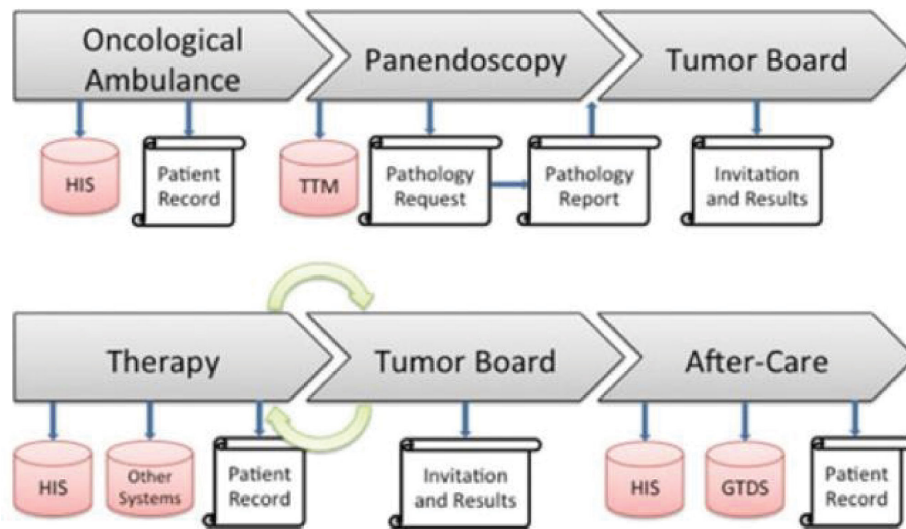 Oncological
Ambulance
Panendoscopy
Tumor Board
HIS
Patient
Record
TTM
Pathology
Request
Pathology
Report
Invitation
and Results
Therapy
Tumor Board
After-Care
HIS
Other
Systems
Patient
Record
Invitation
and Results
HIS
GTDS
Patient
Record